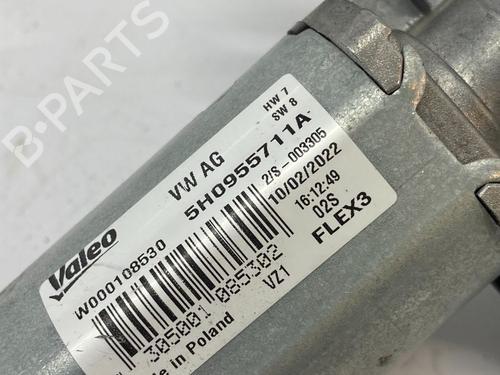 B-PARTS
Valeo
W000108530
VW AG
5H0955711A
HW 7
SW 8
2/S -003305
10/02/2022
16:12:49
02S
FLEX3
305001 085302
VZ1
in Poland